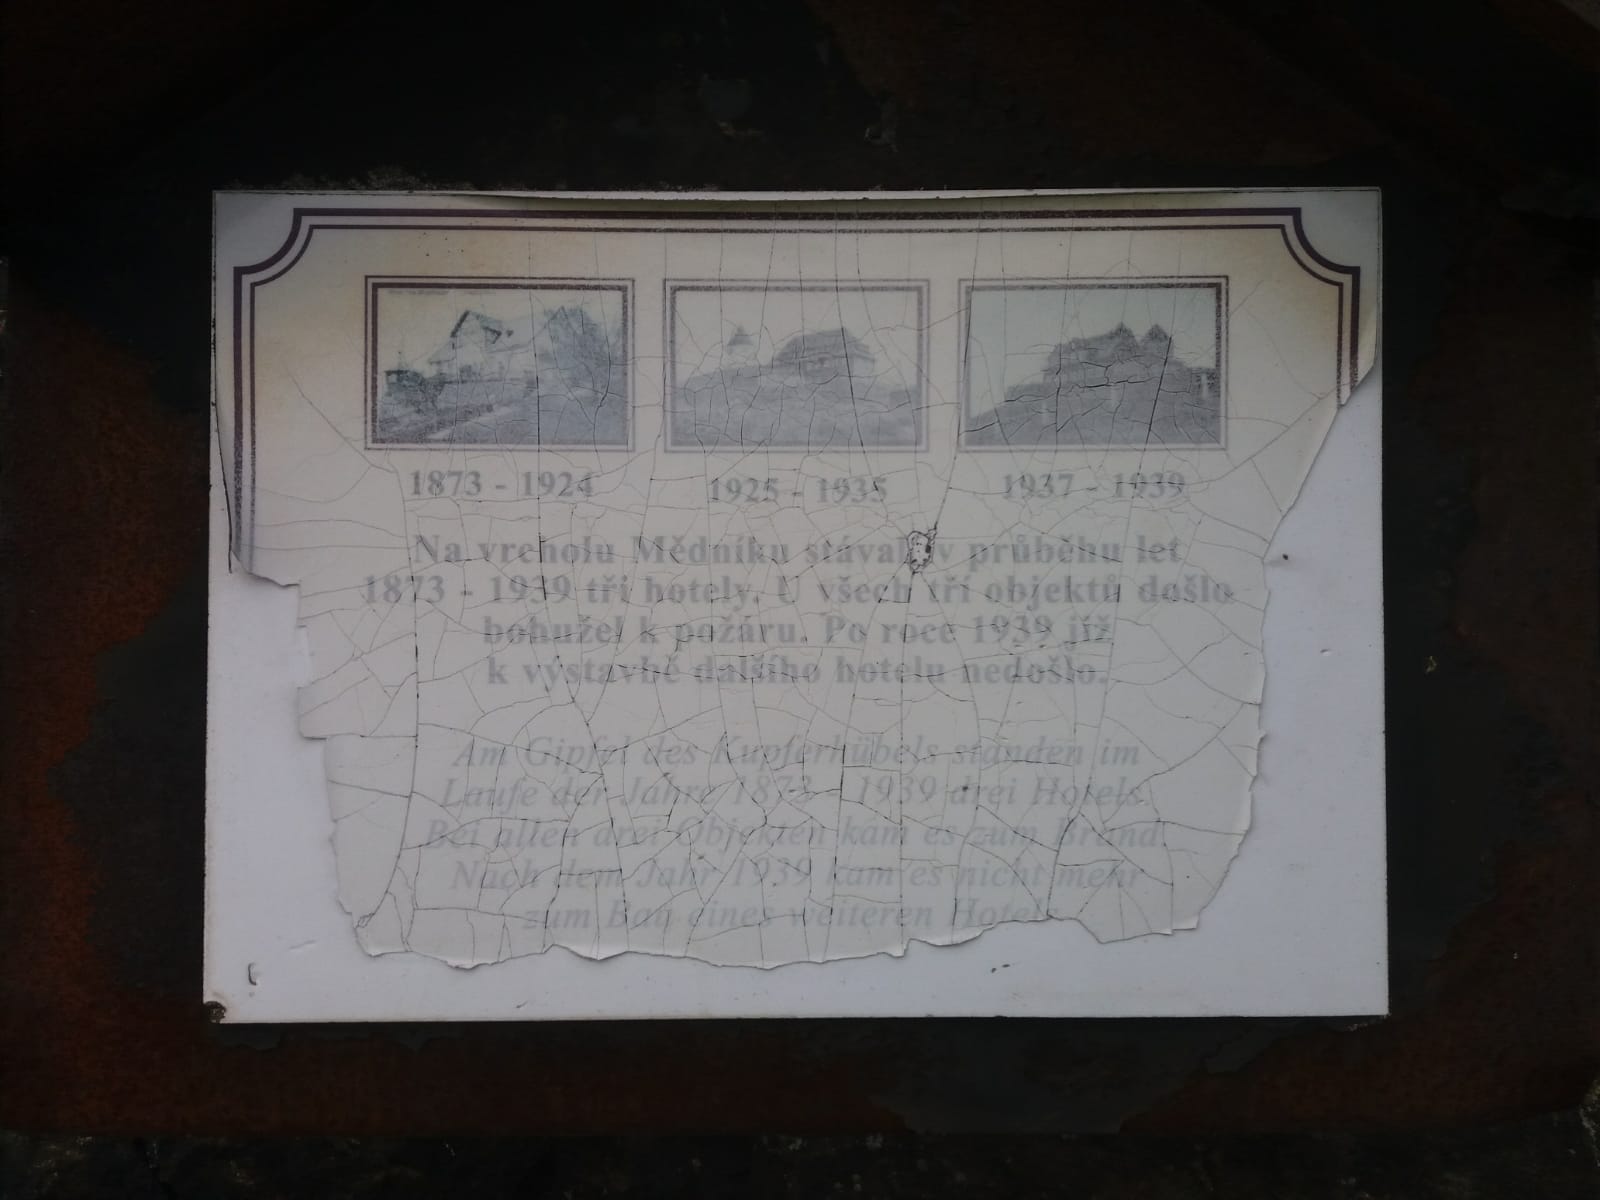 1873 - 1924
1925 - 1935
1937 - 1939
Na vrcholu Mědníku stávaly v průběhu let
1873 - 1939 tři hotely. U všech tří objektů došlo
bohužel k požáru. Po roce 1939 již
k výstavbě dalšího hotelu nedošlo.
Am Gipfel des Kupferhübels standen im
Laufe der Jahre 1873 - 1939 drei Hotels.
Bei allen drei Objekten kam es zum Brand.
Nach dem Jahr 1939 kam es nicht mehr
zum Bau eines weiteren Hotels